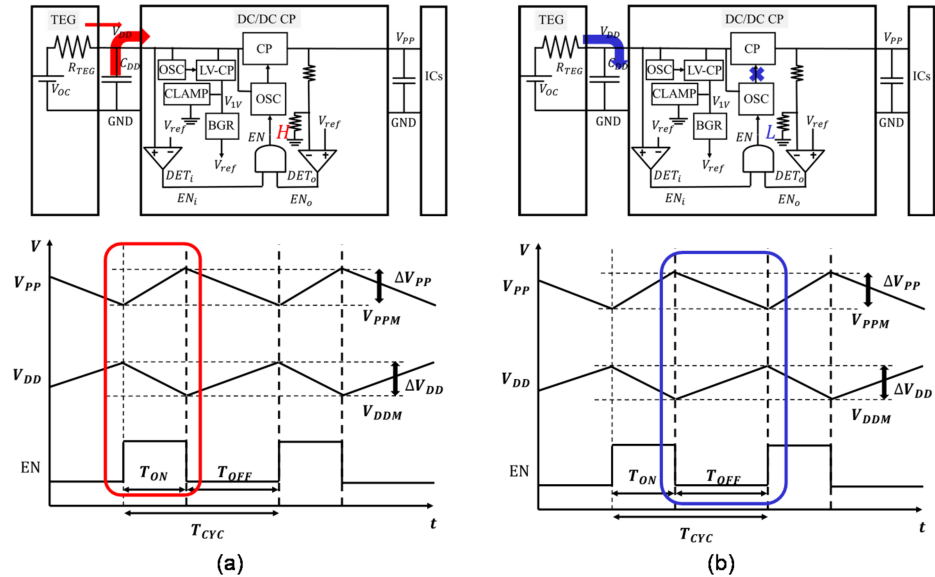 TEG
DC/DC CP
V_DD
V_PP
CP
R_TEG
C_DD
OSC
LV-CP
ICs
V_OC
CLAMP
V_1V
OSC
GND
BGR
EN
H
V_ref
GND
V_ref
V_ref
DET_i
DET_o
EN_i
EN_o
V
V_PP
ΔV_PP
V_PPM
V_DD
ΔV_DD
V_DDM
EN
T_ON
T_OFF
T_CYC
t
(a)
TEG
DC/DC CP
V_DD
V_PP
CP
R_TEG
C_DD
OSC
LV-CP
ICs
V_OC
CLAMP
V_1V
OSC
GND
BGR
EN
L
V_ref
GND
V_ref
V_ref
DET_i
DET_o
EN_i
EN_o
V
V_PP
ΔV_PP
V_PPM
V_DD
ΔV_DD
V_DDM
EN
T_ON
T_OFF
T_CYC
t
(b)